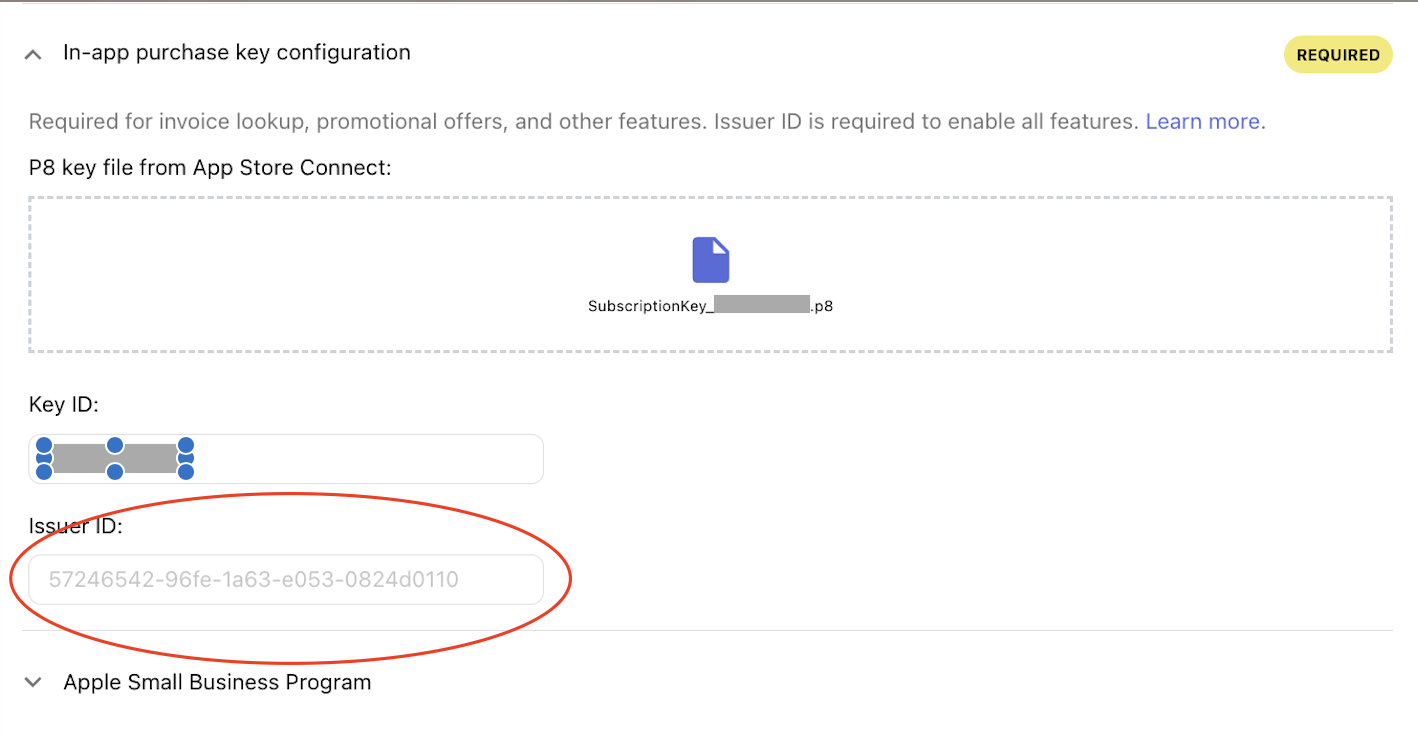 In-app purchase key configuration
REQUIRED
Required for invoice lookup, promotional offers, and other features. Issuer ID is required to enable all features. Learn more.
P8 key file from App Store Connect:
SubscriptionKey_ .p8
Key ID:
Issuer ID:
57246542-96fe-1a63-e053-0824d0110
Apple Small Business Program